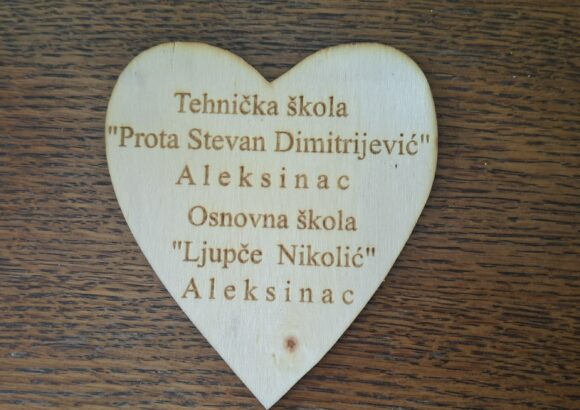 Tehnička škola
"Prota Stevan Dimitrijević"
Aleksinac
Osnovna škola
"Ljupče Nikolić"
Aleksinac